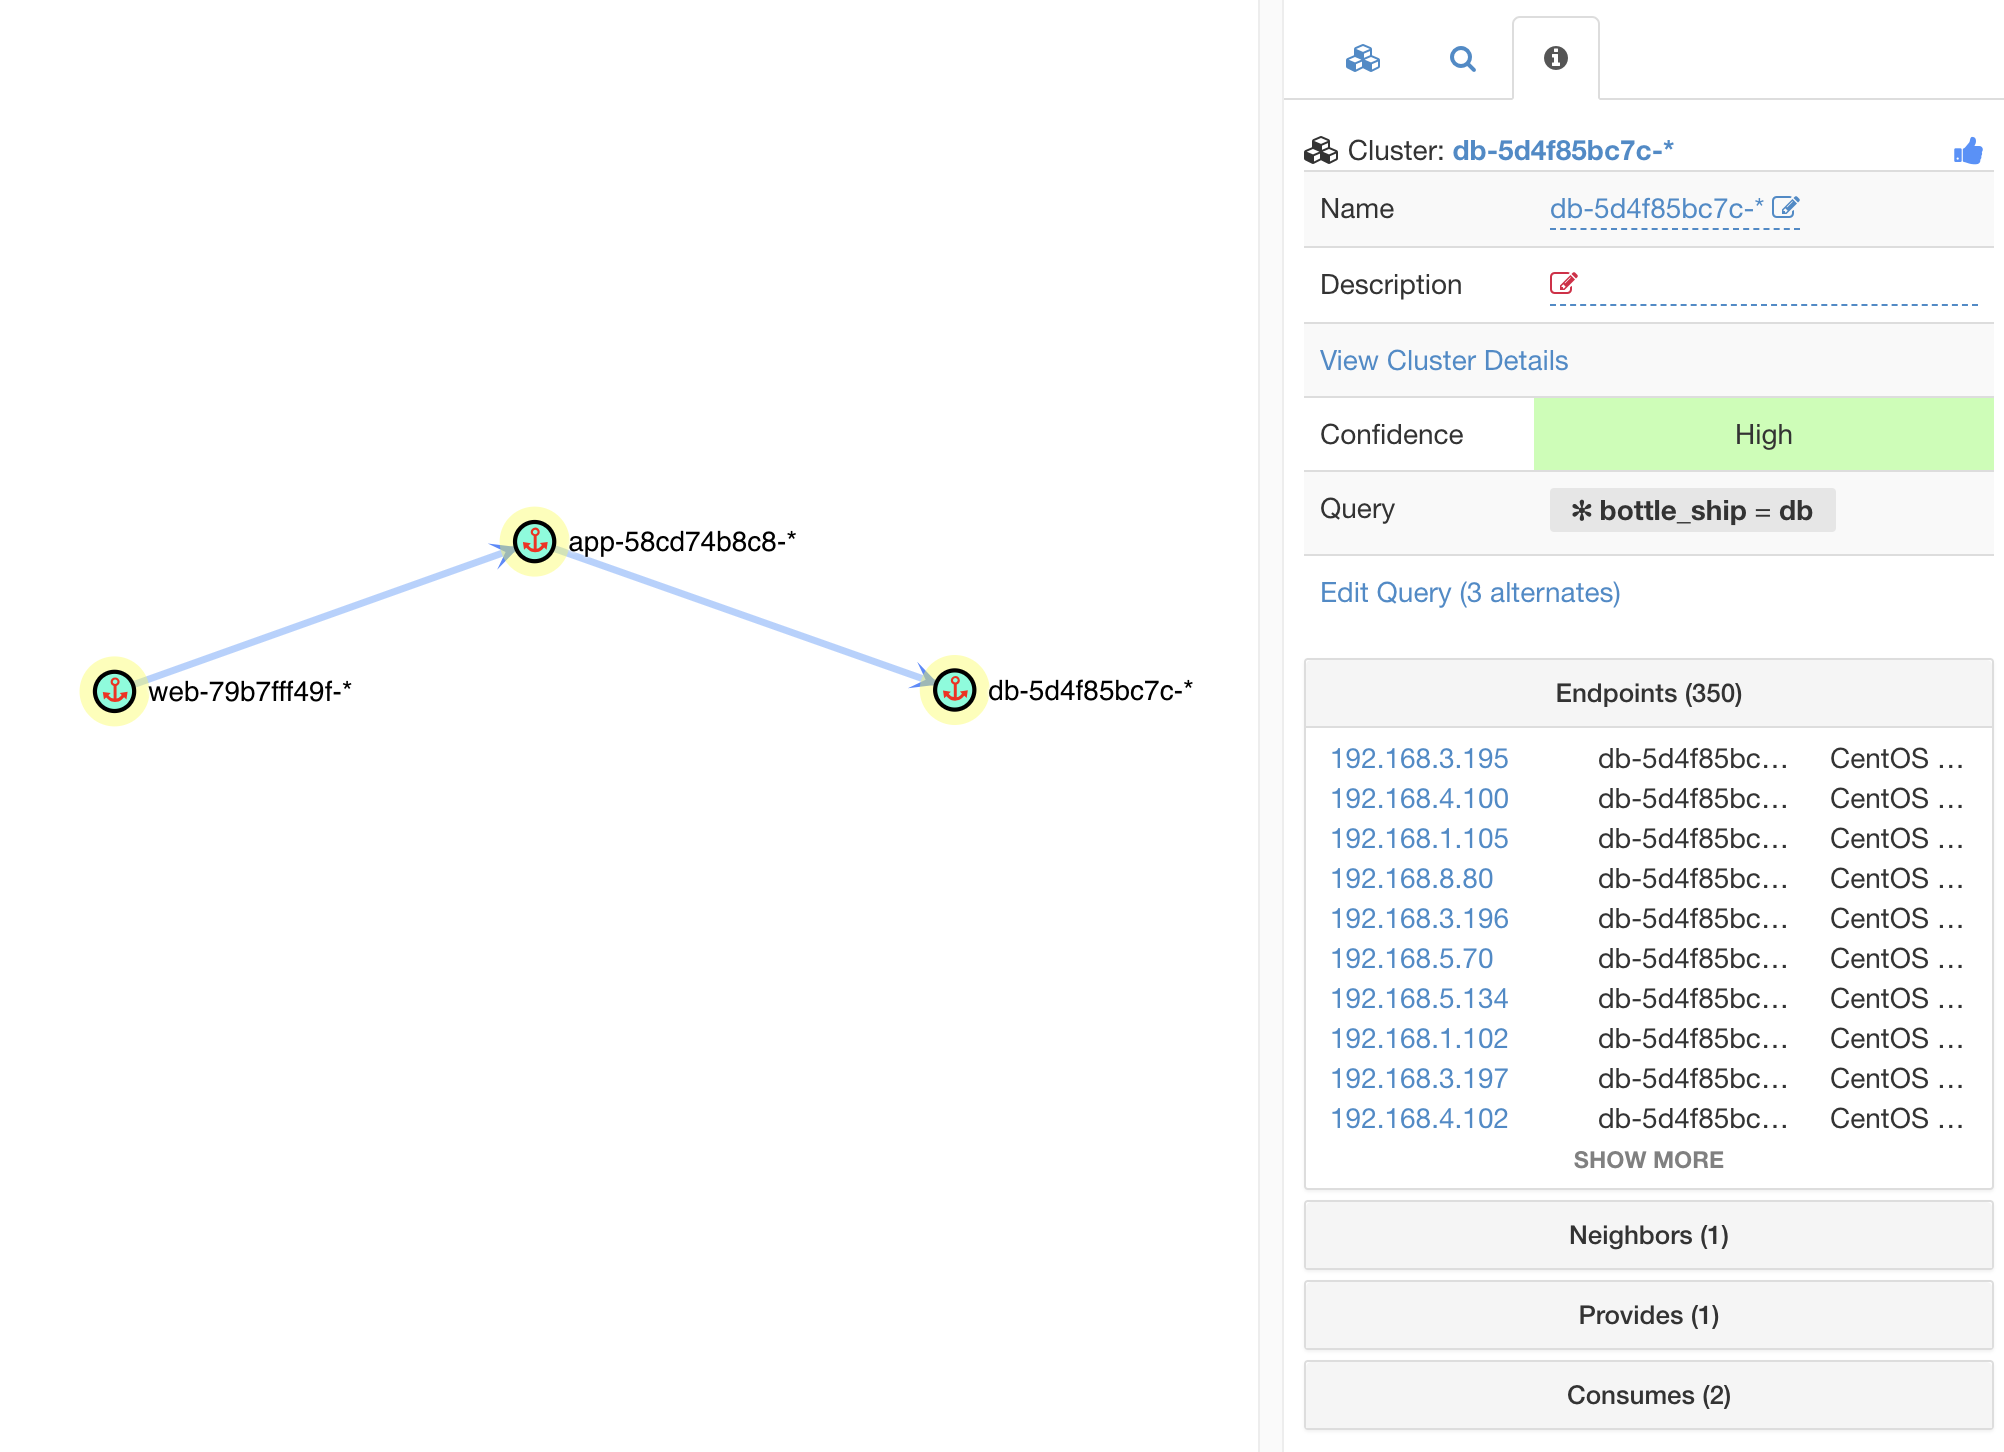 app-58cd74b8c8-*
web-79b7fff49f-*
db-5d4f85bc7c-*
Cluster: db-5d4f85bc7c-*
Name db-5d4f85bc7c-*
Description
View Cluster Details
Confidence High
Query * bottle_ship = db
Edit Query (3 alternates)
Endpoints (350)
192.168.3.195 db-5d4f85bc... CentOS ...
192.168.4.100 db-5d4f85bc... CentOS ...
192.168.1.105 db-5d4f85bc... CentOS ...
192.168.8.80 db-5d4f85bc... CentOS ...
192.168.3.196 db-5d4f85bc... CentOS ...
192.168.5.70 db-5d4f85bc... CentOS ...
192.168.5.134 db-5d4f85bc... CentOS ...
192.168.1.102 db-5d4f85bc... CentOS ...
192.168.3.197 db-5d4f85bc... CentOS ...
192.168.4.102 db-5d4f85bc... CentOS ...
SHOW MORE
Neighbors (1)
Provides (1)
Consumes (2)